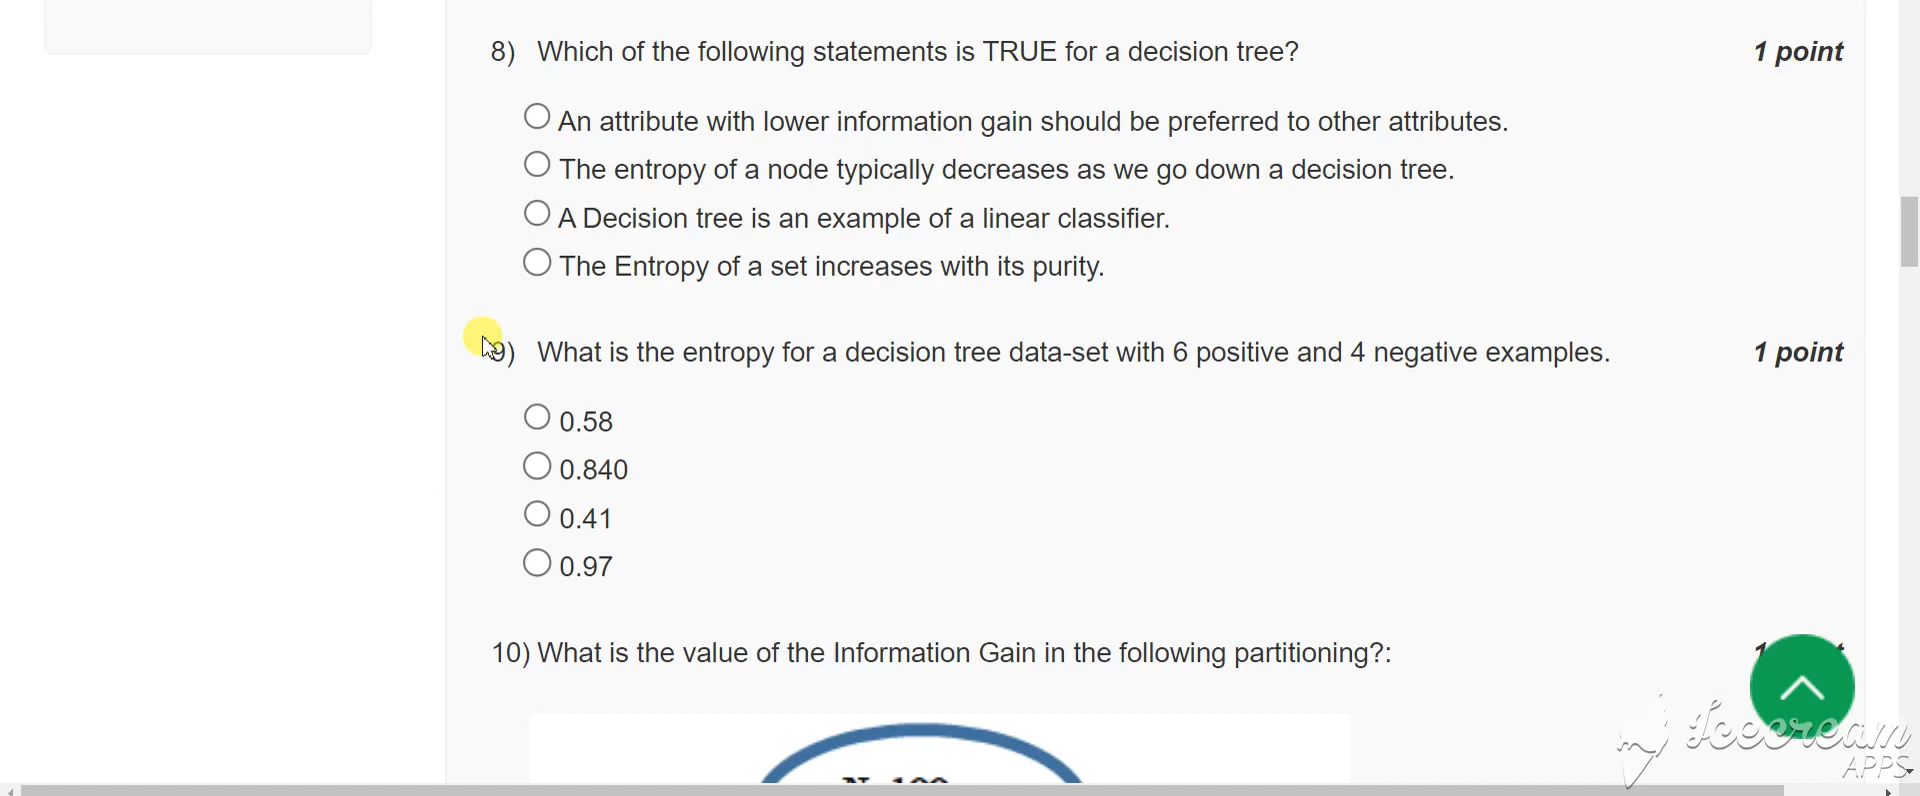 8) Which of the following statements is TRUE for a decision tree? 1 point
An attribute with lower information gain should be preferred to other attributes.
The entropy of a node typically decreases as we go down a decision tree.
A Decision tree is an example of a linear classifier.
The Entropy of a set increases with its purity.
9) What is the entropy for a decision tree data-set with 6 positive and 4 negative examples. 1 point
0.58
0.840
0.41
0.97
10) What is the value of the Information Gain in the following partitioning?:
Icecream
APPS